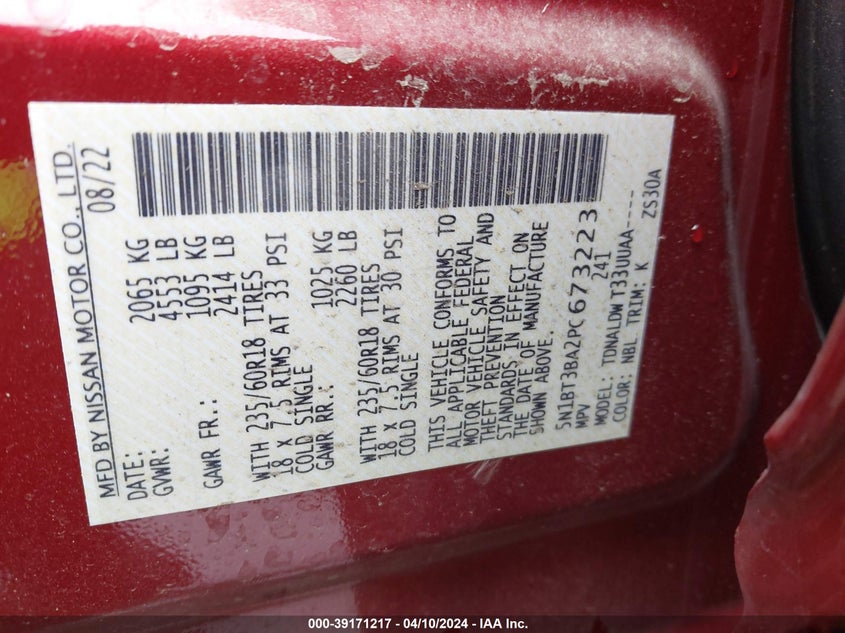 MFD BY NISSAN MOTOR CO., LTD.
DATE: 08/22
GVWR: 2065 KG
4553 LB
GAWR FR.: 1095 KG
2414 LB
WITH 235/60R18 TIRES
18 X 7.5 RIMS AT 33 PSI
COLD SINGLE
GAWR RR.: 1025 KG
2260 LB
WITH 235/60R18 TIRES
18 X 7.5 RIMS AT 30 PSI
COLD SINGLE
THIS VEHICLE CONFORMS TO
ALL APPLICABLE FEDERAL
MOTOR VEHICLE SAFETY AND
THEFT PREVENTION
STANDARDS IN EFFECT ON
THE DATE OF MANUFACTURE
SHOWN ABOVE.
5N1BT3BA2PC673223
MPV 241
MODEL: TDNALDW T33UUAA----
COLOR: NBL TRIM: K ZS30A
000-39171217 - 04/10/2024 - IAA Inc.